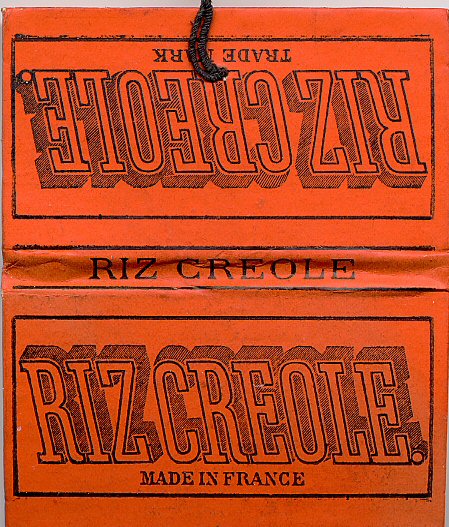 TRADE MARK
RIZ CREOLE.
RIZ CREOLE
RIZ CREOLE.
MADE IN FRANCE